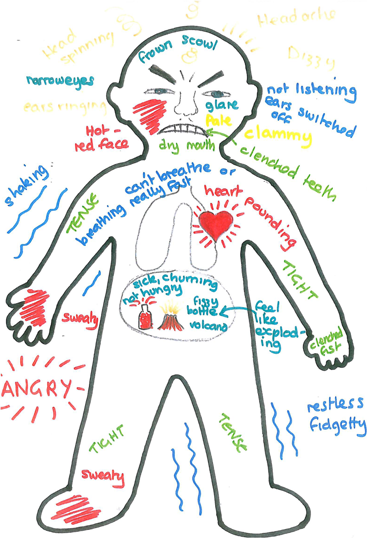 Headache
Head
spinning
Dizzy
frown scowl
narrow eyes
ears ringing
not listening
ears switched
off
glare
Pale
clammy
Hot-
red face
dry mouth
clenched teeth
shaking
TENSE
can't breathe or
breathing really fast
heart
pounding
TIGHT
sick, churning
not hungry
fizzy
bottle
volcano
feel
like
explod-
ing
sweaty
clenched
fist
ANGRY
restless
fidgetty
TIGHT
TENSE
sweaty